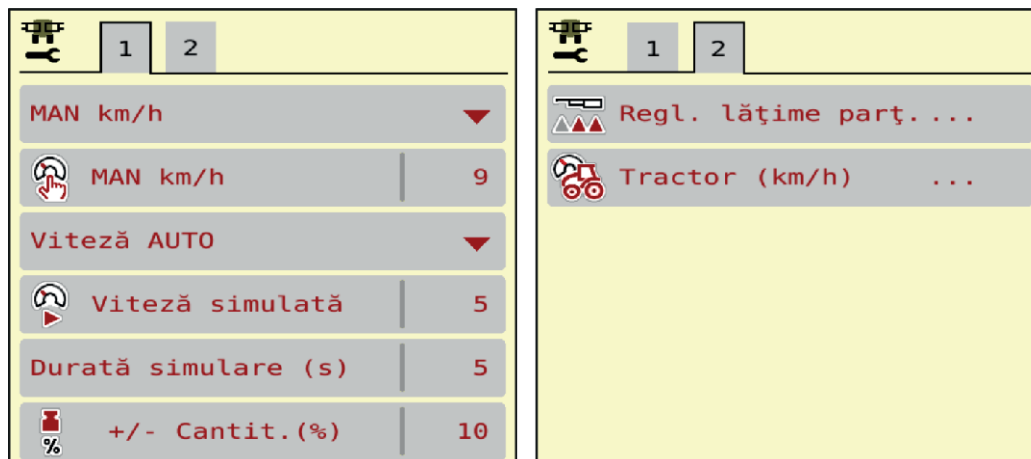 1 2
MAN km/h
MAN km/h 9
Viteză AUTO
Viteză simulată 5
Durată simulare (s) 5
% +/- Cantit.(%) 10
1 2
Regl. lăţime parţ. ...
Tractor (km/h) ...